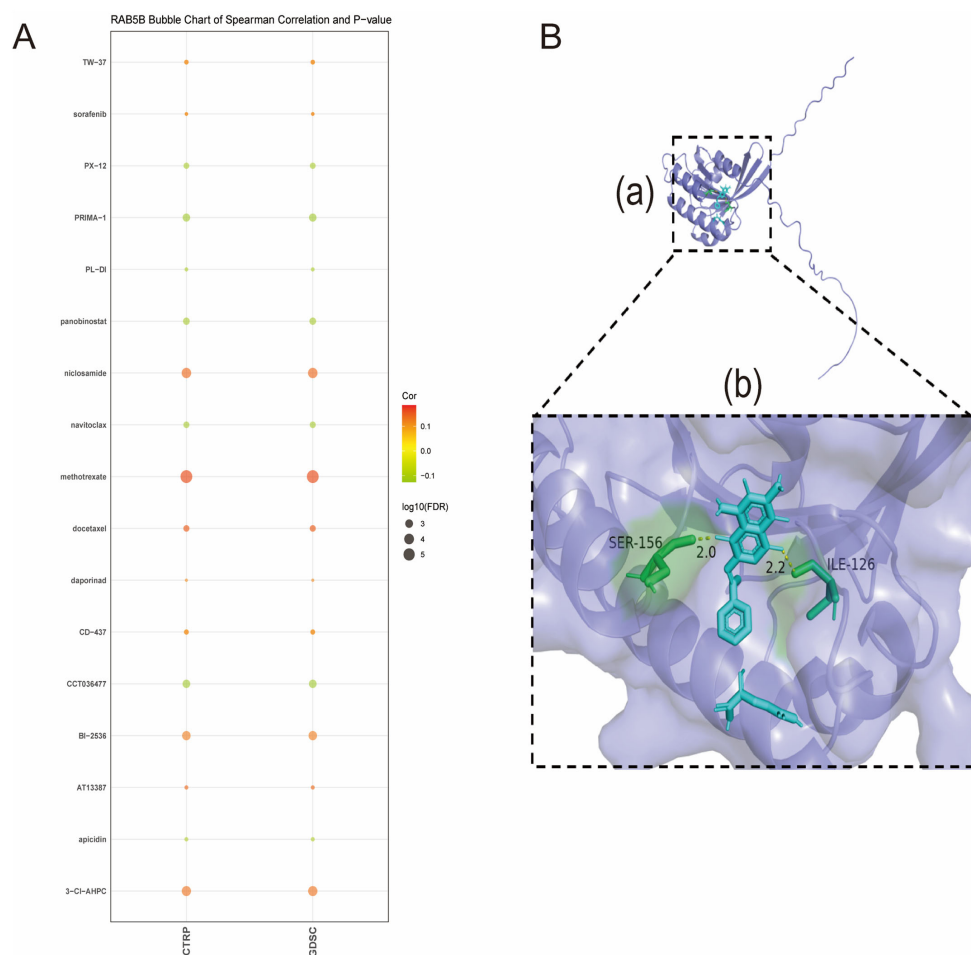 A
RAB5B Bubble Chart of Spearman Correlation and P-value
TW-37
sorafenib
PX-12
PRIMA-1
PL-DI
panobinostat
niclosamide
navitoclax
methotrexate
docetaxel
daporinad
CD-437
CCT036477
BI-2536
AT13387
apicidin
3-Cl-AHPC
CTRP
GDSC
Cor
0.1
0.0
-0.1
log10(FDR)
3
4
5
B
(a)
(b)
SER-156
2.0
2.2
ILE-126